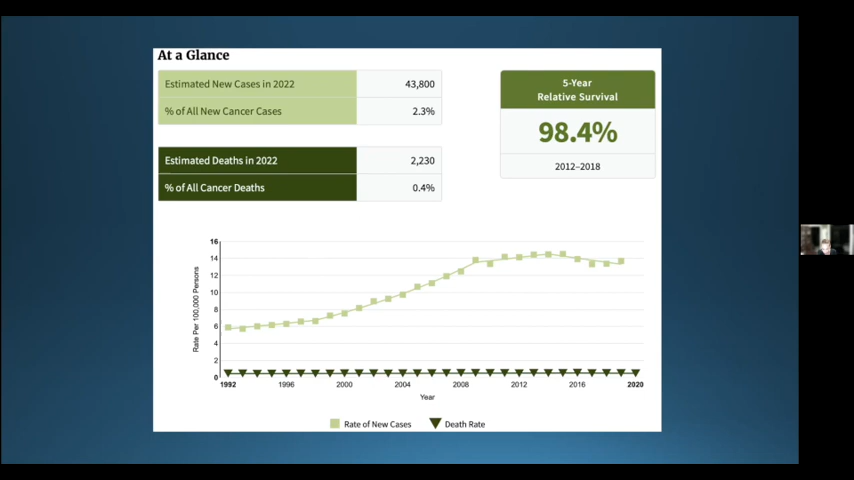 At a Glance
Estimated New Cases in 2022 43,800
% of All New Cancer Cases 2.3%
Estimated Deaths in 2022 2,230
% of All Cancer Deaths 0.4%
5-Year
Relative Survival
98.4%
2012–2018
16
14
12
10
8
6
4
2
0
Rate Per 100,000 Persons
1992 1996 2000 2004 2008 2012 2016 2020
Year
Rate of New Cases Death Rate